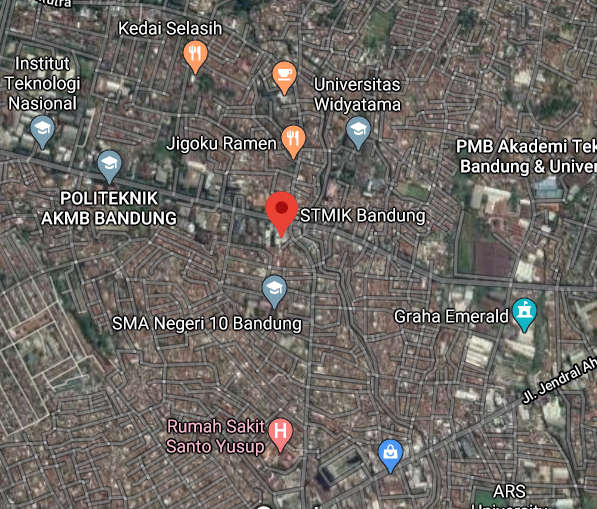 Kedai Selasih
Institut
Teknologi
Nasional
Universitas
Widyatama
Jigoku Ramen
PMB Akademi Tek
Bandung & Univer
POLITEKNIK
AKMB BANDUNG
STMIK Bandung
SMA Negeri 10 Bandung
Graha Emerald
Jl. Jendral Ah
Rumah Sakit
Santo Yusup
H
ARS